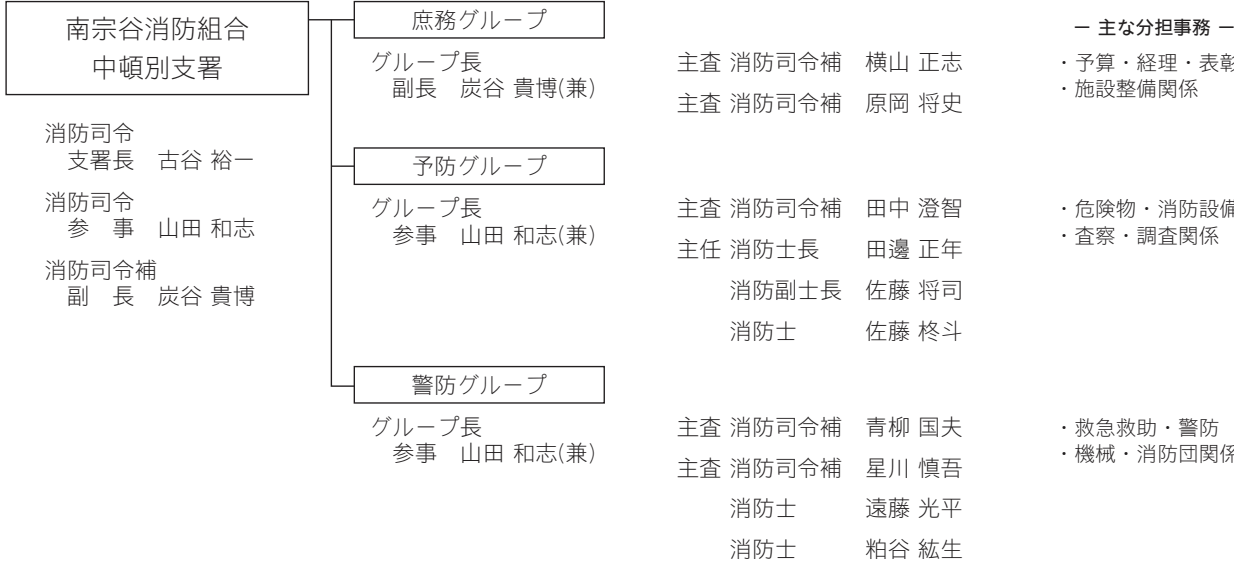 南宗谷消防組合
中頓別支署
消防司令
支署長 古谷 裕一
消防司令
参 事 山田 和志
消防司令補
副 長 炭谷 貴博
庶務グループ
グループ長
副長 炭谷 貴博(兼)
主査 消防司令補 横山 正志
主査 消防司令補 原岡 将史
予防グループ
グループ長
参事 山田 和志(兼)
主査 消防司令補 田中 澄智
主任 消防士長 田邊 正年
消防副士長 佐藤 将司
消防士 佐藤 柊斗
警防グループ
グループ長
参事 山田 和志(兼)
主査 消防司令補 青柳 国夫
主査 消防司令補 星川 慎吾
消防士 遠藤 光平
消防士 粕谷 紘生
― 主な分担事務 ―
・予算・経理・表彰
・施設整備関係
・危険物・消防設備
・査察・調査関係
・救急救助・警防
・機械・消防団関係